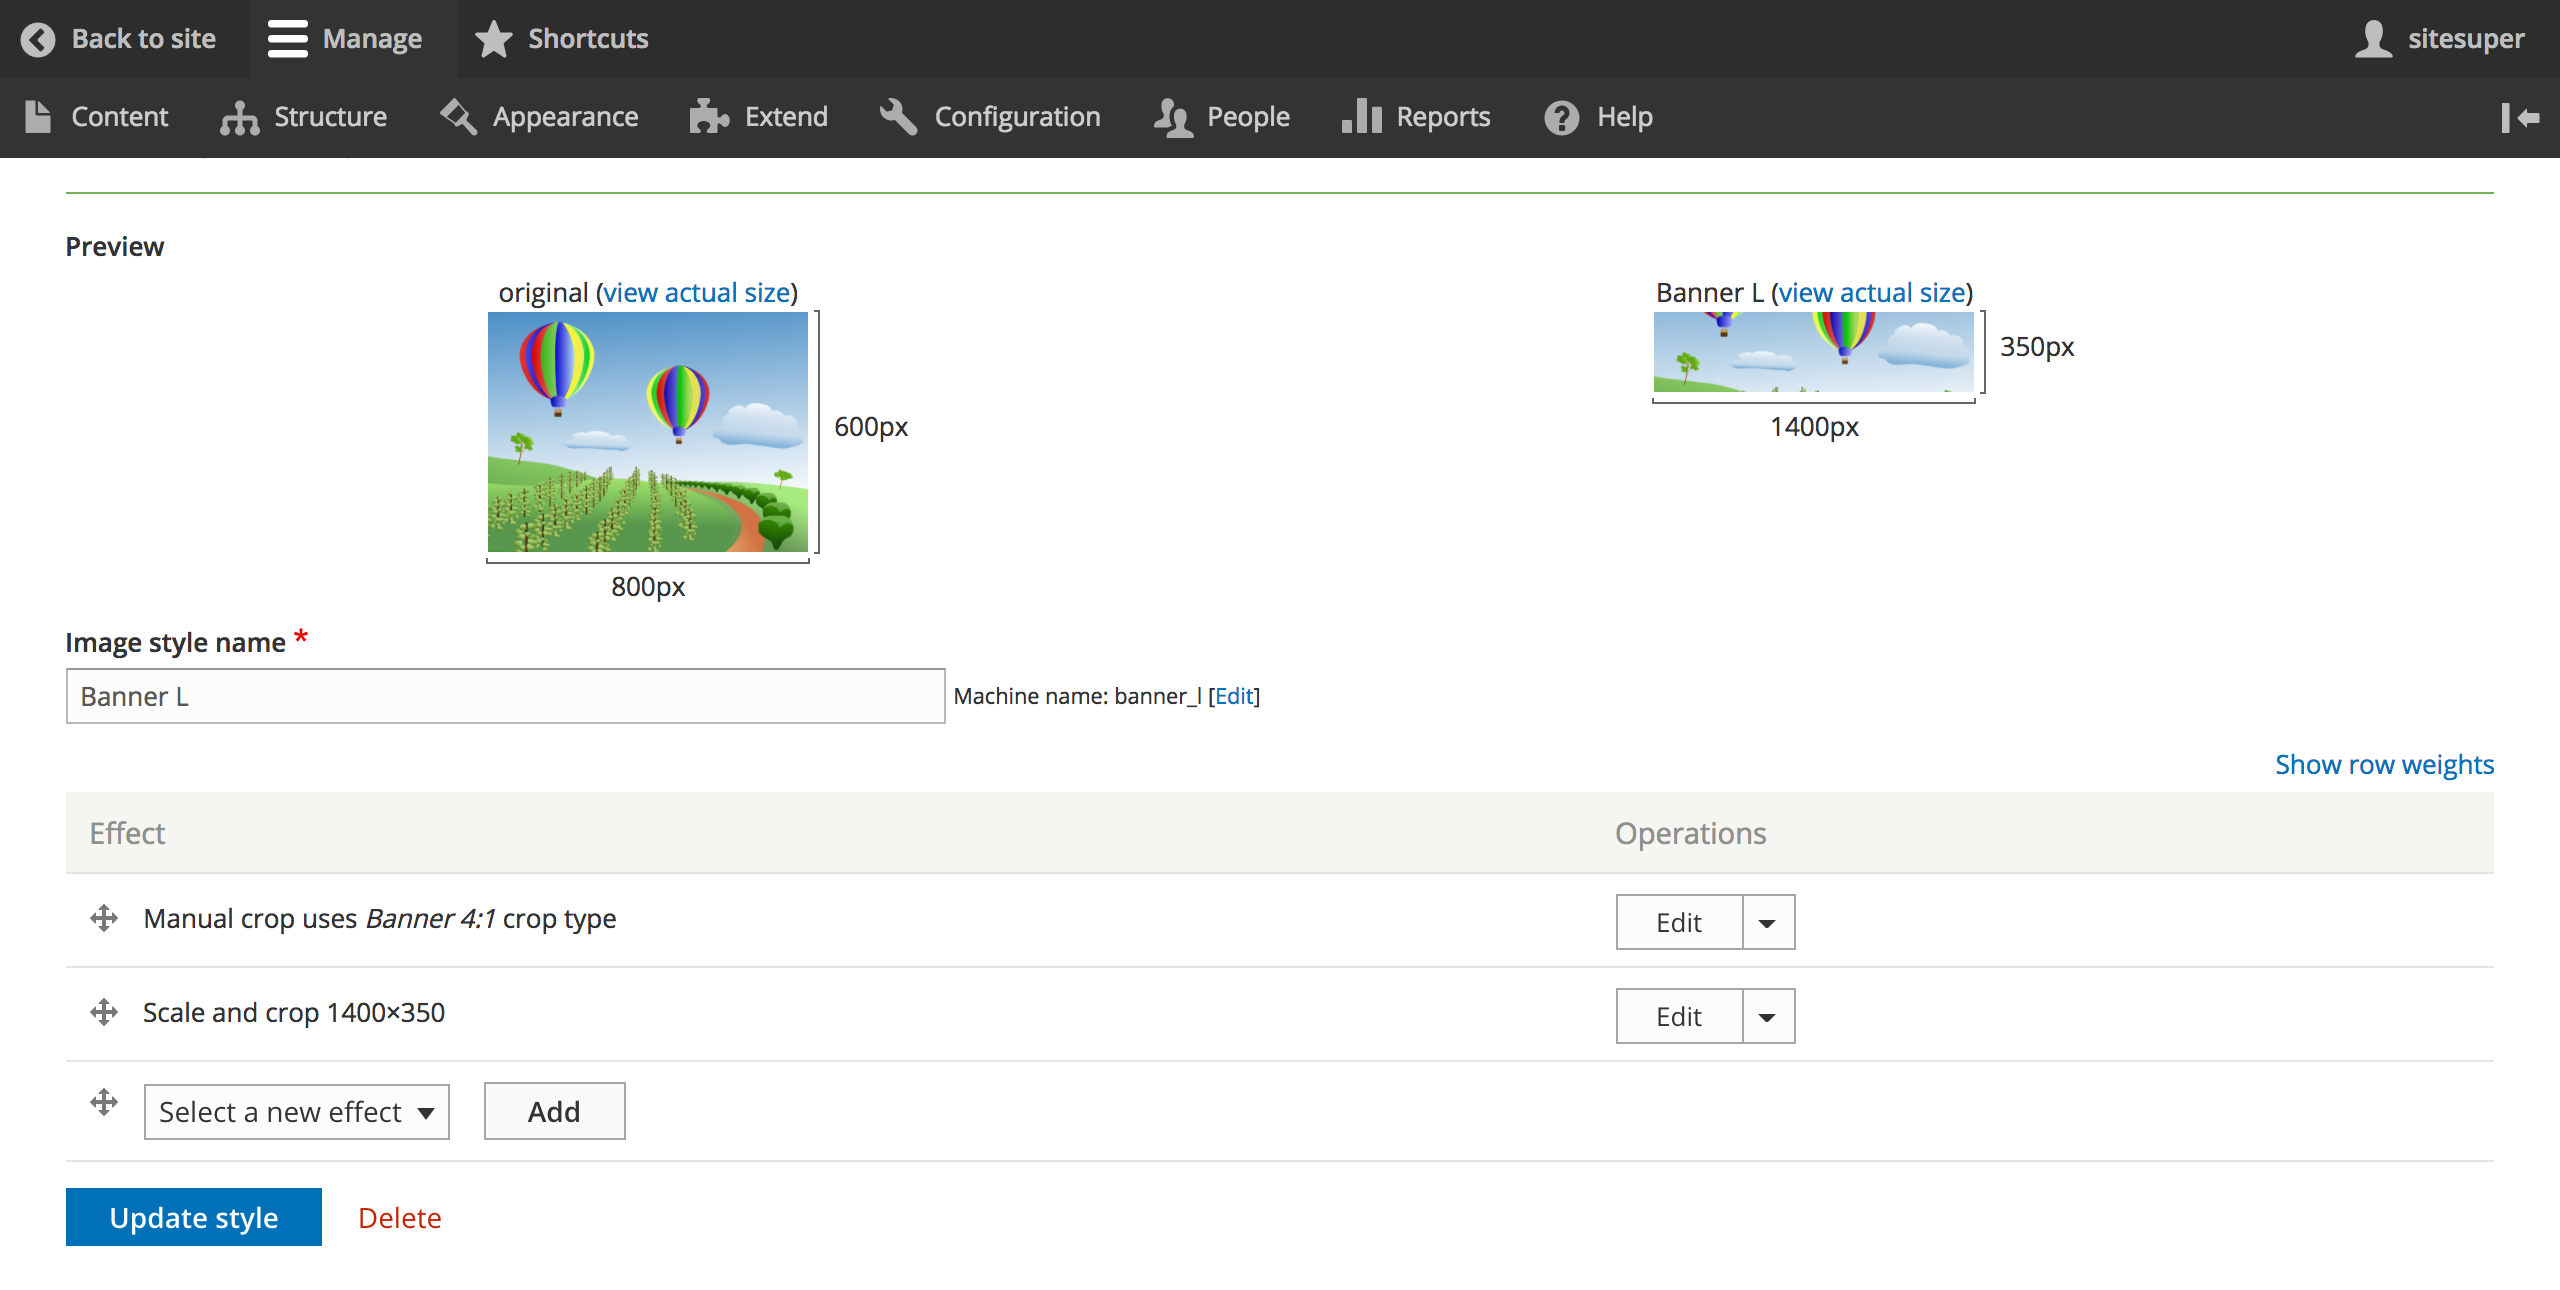 Back to site Manage Shortcuts sitesuper
Content Structure Appearance Extend Configuration People Reports Help
Preview
original (view actual size) Banner L (view actual size)
600px 350px
800px 1400px
Image style name *
Banner L Machine name: banner_l [Edit]
Show row weights
Effect Operations
Manual crop uses Banner 4:1 crop type Edit
Scale and crop 1400×350 Edit
Select a new effect Add
Update style Delete